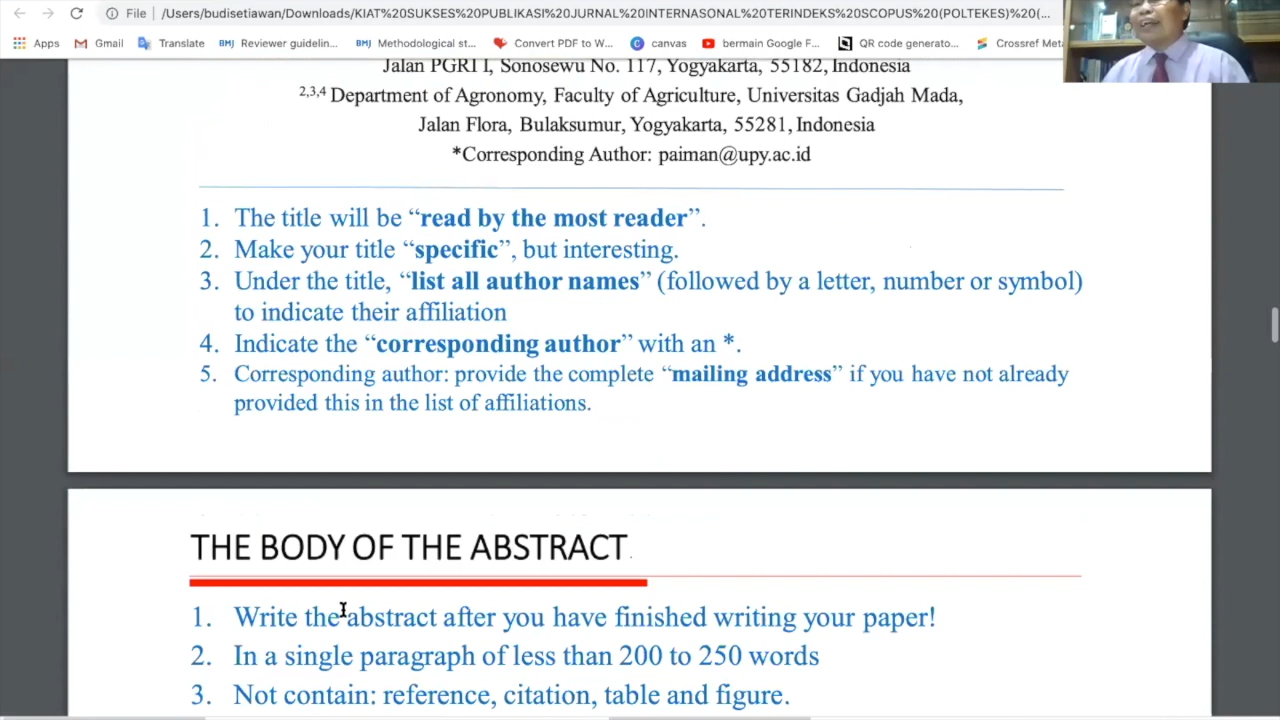 File
/Users/budisetiawan/Downloads/KIAT%20SUKSES%20PUBLIKASI%20JURNAL%20INTERNASONAL%20TERINDEKS%20SCOPUS%20(POLTEKES)%20(...
Apps Gmail Translate BMJ Reviewer guidelin... BMJ Methodological st... Convert PDF to W... C canvas bermain Google F... QR code generato... Crossref Met
Jalan PGRI I, Sonosewu No. 117, Yogyakarta, 55182, Indonesia
2,3,4 Department of Agronomy, Faculty of Agriculture, Universitas Gadjah Mada,
Jalan Flora, Bulaksumur, Yogyakarta, 55281, Indonesia
*Corresponding Author: paiman@upy.ac.id
1. The title will be “read by the most reader”.
2. Make your title “specific”, but interesting.
3. Under the title, “list all author names” (followed by a letter, number or symbol)
to indicate their affiliation
4. Indicate the “corresponding author” with an *.
5. Corresponding author: provide the complete “mailing address” if you have not already
provided this in the list of affiliations.
THE BODY OF THE ABSTRACT
1. Write the abstract after you have finished writing your paper!
2. In a single paragraph of less than 200 to 250 words
3. Not contain: reference, citation, table and figure.